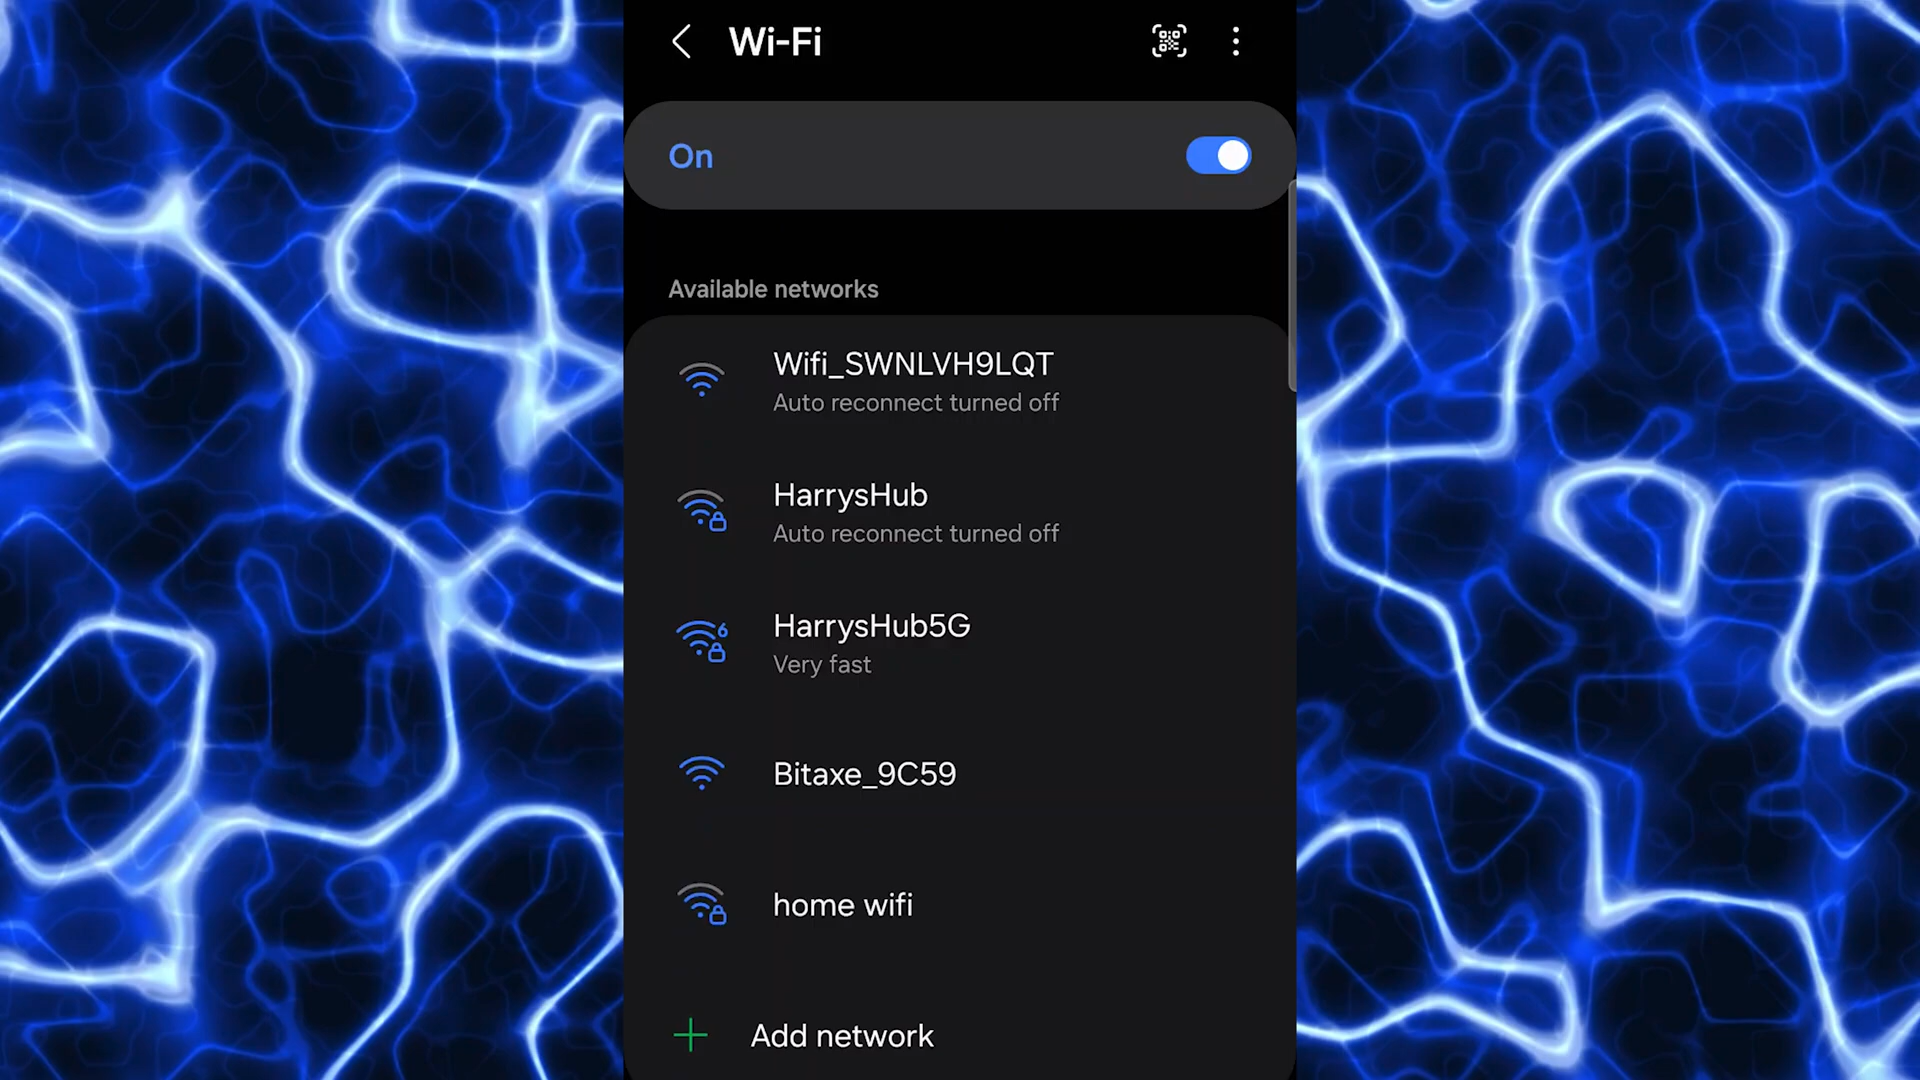 Wi-Fi
On
Available networks
Wifi_SWNLVH9LQT
Auto reconnect turned off
HarrysHub
Auto reconnect turned off
6
HarrysHub5G
Very fast
Bitaxe_9C59
home wifi
Add network